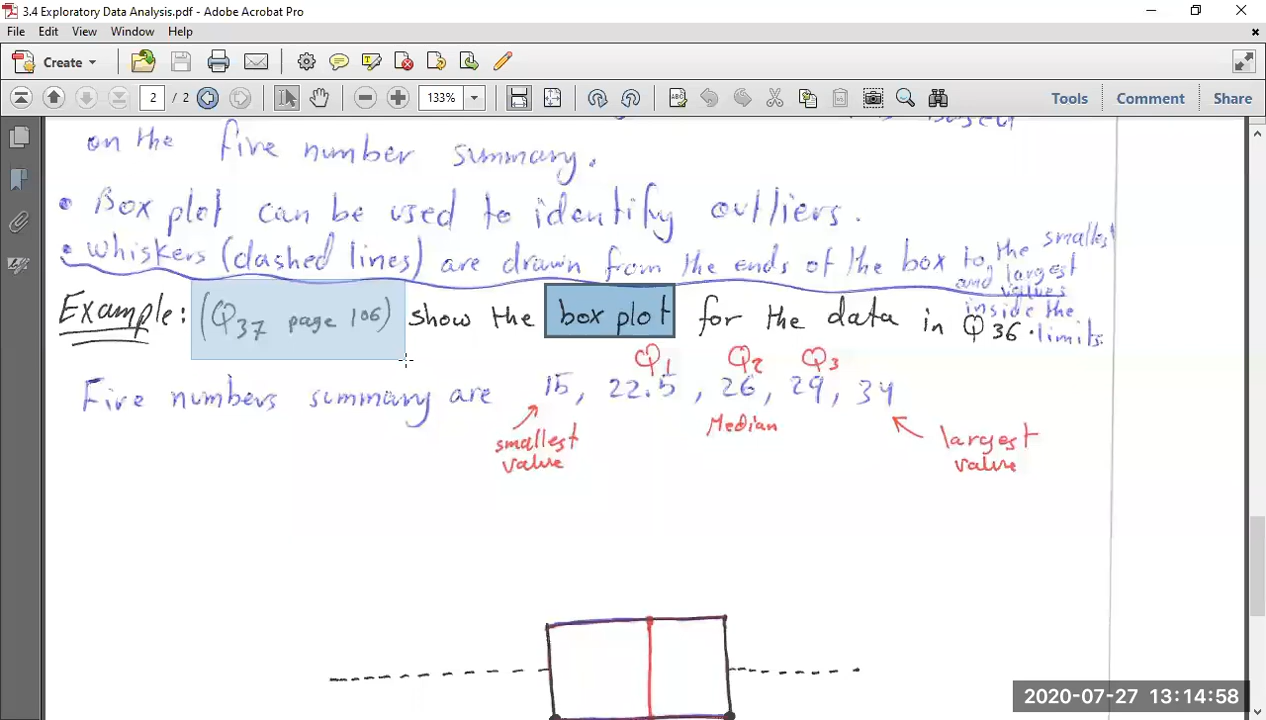 3.4 Exploratory Data Analysis.pdf - Adobe Acrobat Pro
File Edit View Window Help
Create
2 / 2 133% Tools Comment Share
based
on the five number summary.
• Box plot can be used to identify outliers.
• whiskers (dashed lines) are drawn from the ends of the box to the smallest
and largest
values
inside the
limits.
Example: (Q37 page 106) show the box plot for the data in Q 36.
Q1 Q2 Q3
Five numbers summary are 15, 22.5, 26, 29, 34
smallest
value
Median
largest
value
2020-07-27 13:14:58